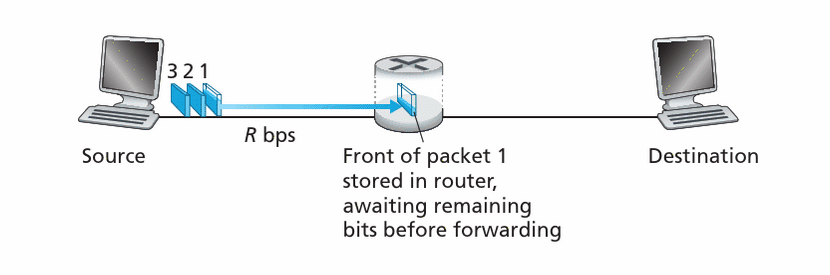 3 2 1
R bps
Source
Front of packet 1
stored in router,
awaiting remaining
bits before forwarding
Destination